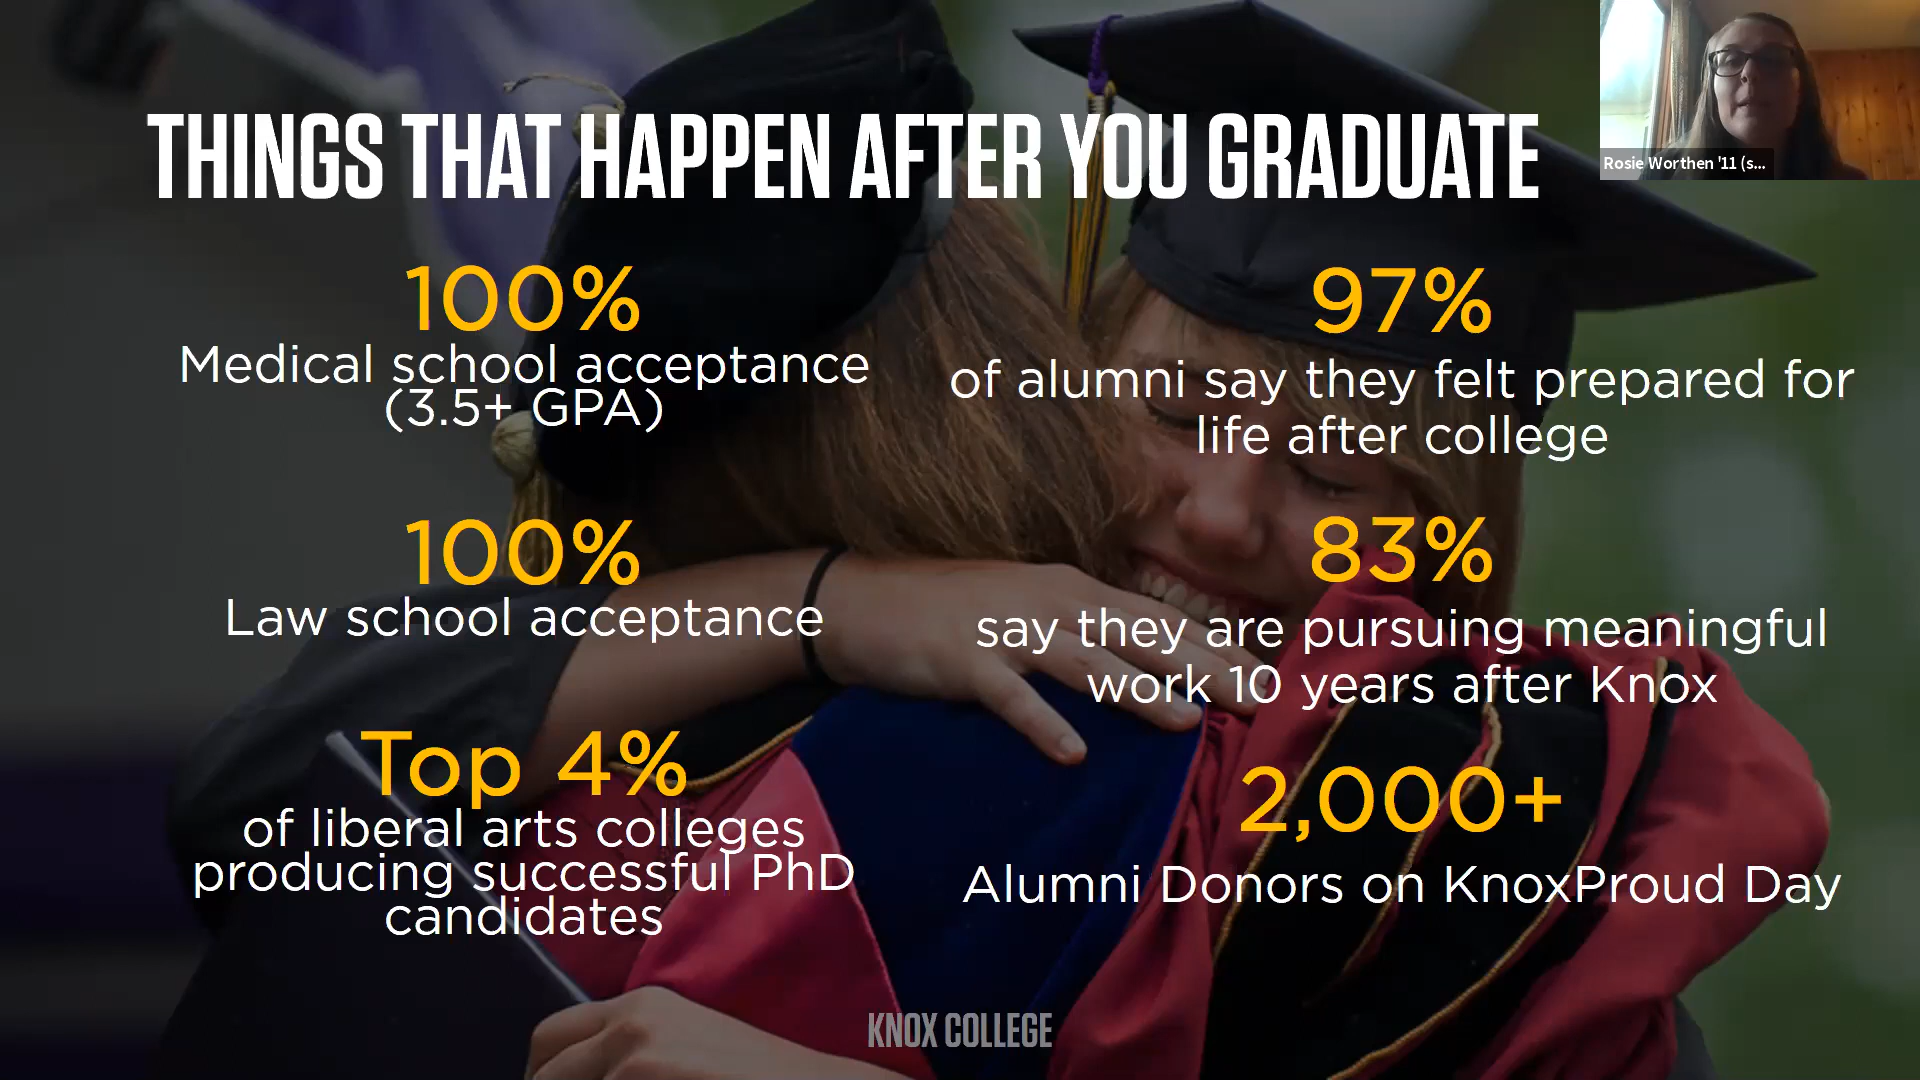 THINGS THAT HAPPEN AFTER YOU GRADUATE
Rosie Worthen '11 (s...
100%
Medical school acceptance
(3.5+ GPA)
100%
Law school acceptance
Top 4%
of liberal arts colleges
producing successful PhD
candidates
97%
of alumni say they felt prepared for
life after college
83%
say they are pursuing meaningful
work 10 years after Knox
2,000+
Alumni Donors on KnoxProud Day
KNOX COLLEGE